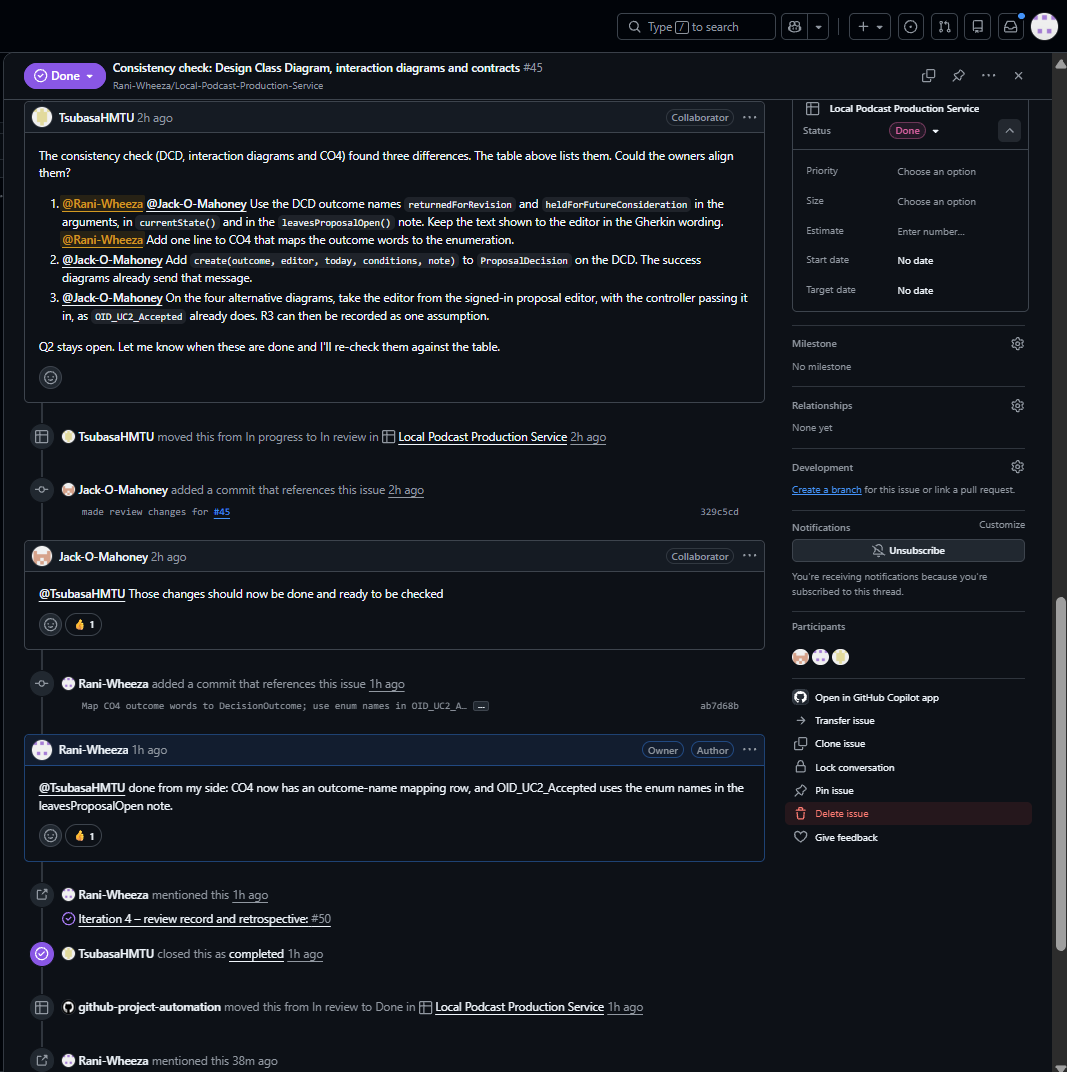 Type / to search
Done
Consistency check: Design Class Diagram, interaction diagrams and contracts #45
Rani-Wheeza/Local-Podcast-Production-Service
TsubasaHMTU 2h ago
Collaborator
The consistency check (DCD, interaction diagrams and CO4) found three differences. The table above lists them. Could the owners align
them?
1. @Rani-Wheeza @Jack-O-Mahoney Use the DCD outcome names returnedForRevision and heldForFutureConsideration in the
arguments, in currentState() and in the leavesProposalOpen() note. Keep the text shown to the editor in the Gherkin wording.
@Rani-Wheeza Add one line to CO4 that maps the outcome words to the enumeration.
2. @Jack-O-Mahoney Add create(outcome, editor, today, conditions, note) to ProposalDecision on the DCD. The success
diagrams already send that message.
3. @Jack-O-Mahoney On the four alternative diagrams, take the editor from the signed-in proposal editor, with the controller passing it
in, as OID_UC2_Accepted already does. R3 can then be recorded as one assumption.
Q2 stays open. Let me know when these are done and I'll re-check them against the table.
TsubasaHMTU moved this from In progress to In review in Local Podcast Production Service 2h ago
Jack-O-Mahoney added a commit that references this issue 2h ago
made review changes for #45
329c5cd
Jack-O-Mahoney 2h ago
Collaborator
@TsubasaHMTU Those changes should now be done and ready to be checked
1
Rani-Wheeza added a commit that references this issue 1h ago
Map CO4 outcome words to DecisionOutcome; use enum names in OID_UC2_A… …
ab7d68b
Rani-Wheeza 1h ago
Owner
Author
@TsubasaHMTU done from my side: CO4 now has an outcome-name mapping row, and OID_UC2_Accepted uses the enum names in the
leavesProposalOpen note.
1
Rani-Wheeza mentioned this 1h ago
Iteration 4 – review record and retrospective: #50
TsubasaHMTU closed this as completed 1h ago
github-project-automation moved this from In review to Done in Local Podcast Production Service 1h ago
Rani-Wheeza mentioned this 38m ago
Local Podcast Production Service
Status
Done
Priority
Choose an option
Size
Choose an option
Estimate
Enter number...
Start date
No date
Target date
No date
Milestone
No milestone
Relationships
None yet
Development
Create a branch for this issue or link a pull request.
Notifications
Customize
Unsubscribe
You're receiving notifications because you're
subscribed to this thread.
Participants
Open in GitHub Copilot app
Transfer issue
Clone issue
Lock conversation
Pin issue
Delete issue
Give feedback